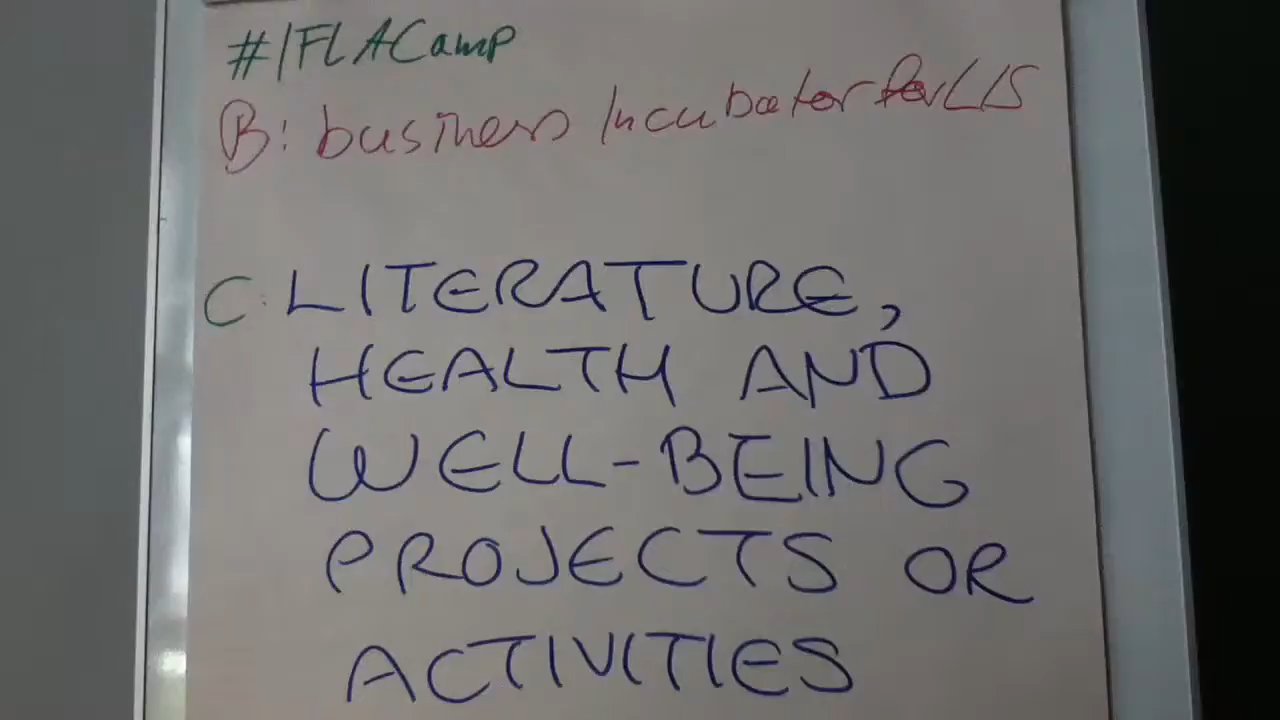 #IFLACamp
B: business Incubator for LIS
C: LITERATURE,
HEALTH AND
WELL-BEING
PROJECTS OR
ACTIVITIES